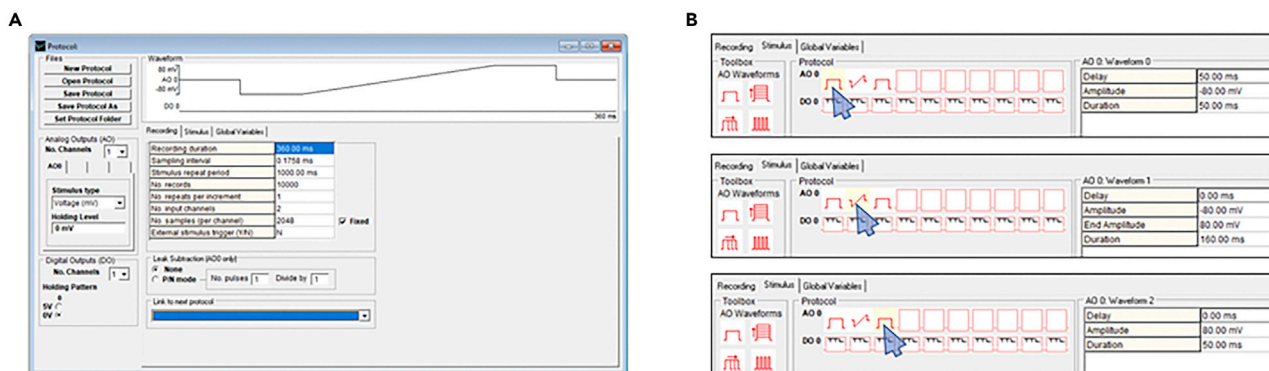 A
Protocol:
Files
New Protocol
Open Protocol
Save Protocol
Save Protocol As
Set Protocol Folder
Waveform
80 mV
AO 0
-80 mV
DO 0
360 ms
Analog Outputs (AO)
No. Channels 1
AO0
Stimulus type
Voltage (mV)
Holding Level
0 mV
Digital Outputs (DO)
No. Channels 1
Holding Pattern
0
5V
0V
Recording Stimulus Global Variables
Recording duration 360.00 ms
Sampling interval 0.1758 ms
Stimulus repeat period 1000.00 ms
No. records 10000
No. repeats per increment 1
No. input channels 2
No. samples (per channel) 2048 Fixed
External stimulus trigger (Y/N) N
Leak Subtraction (AO0 only)
None
P/N mode No. pulses 1 Divide by 1
Link to next protocol
B
Recording Stimulus Global Variables
Toolbox Protocol AO 0: Waveform 0
AO Waveforms AO 0 Delay 50.00 ms
Amplitude -80.00 mV
DO 0 Duration 50.00 ms
Recording Stimulus Global Variables
Toolbox Protocol AO 0: Waveform 1
AO Waveforms AO 0 Delay 0.00 ms
Amplitude -80.00 mV
DO 0 End Amplitude 80.00 mV
Duration 160.00 ms
Recording Stimulus Global Variables
Toolbox Protocol AO 0: Waveform 2
AO Waveforms AO 0 Delay 0.00 ms
Amplitude 80.00 mV
DO 0 Duration 50.00 ms